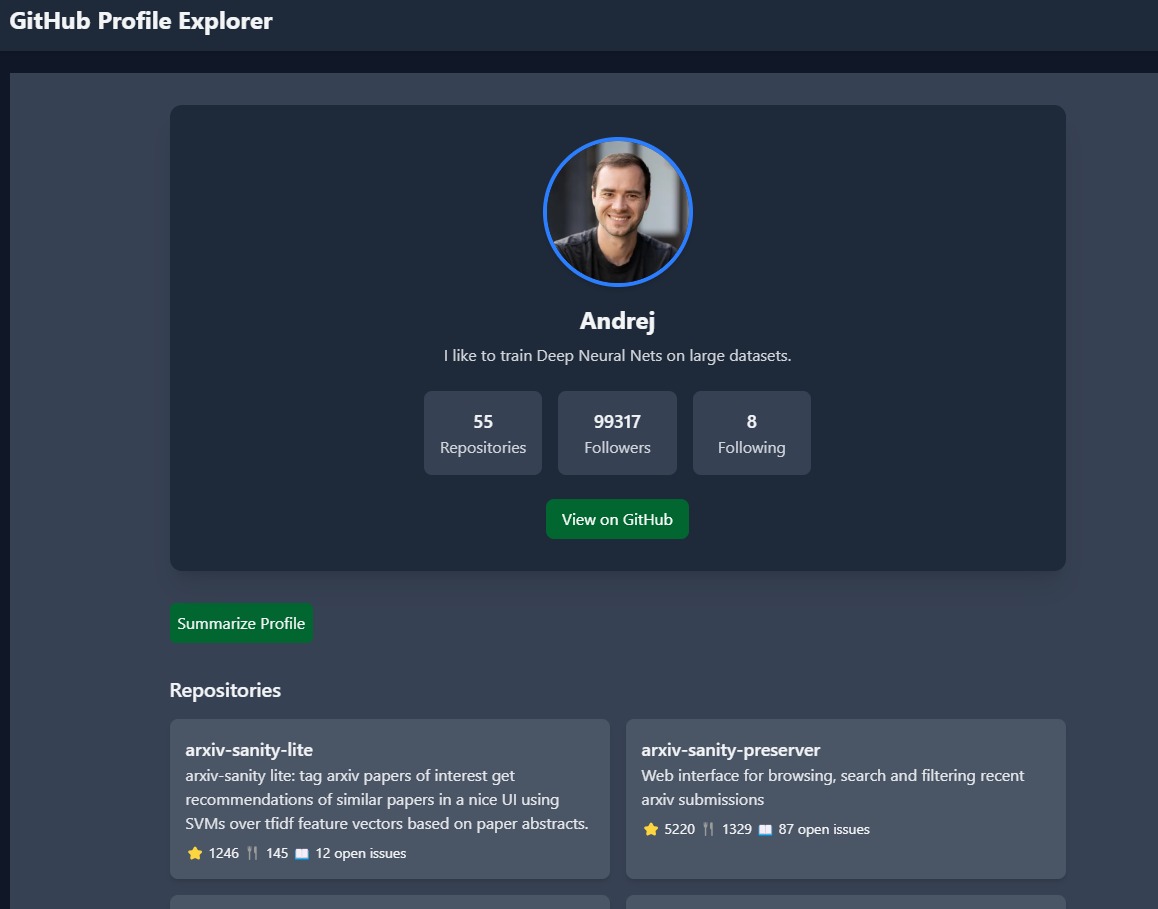 GitHub Profile Explorer
Andrej
I like to train Deep Neural Nets on large datasets.
55 99317 8
Repositories Followers Following
View on GitHub
Summarize Profile
Repositories
arxiv-sanity-lite
arxiv-sanity lite: tag arxiv papers of interest get
recommendations of similar papers in a nice UI using
SVMs over tfidf feature vectors based on paper abstracts.
⭐ 1246 🍴 145 📖 12 open issues
arxiv-sanity-preserver
Web interface for browsing, search and filtering recent
arxiv submissions
⭐ 5220 🍴 1329 📖 87 open issues